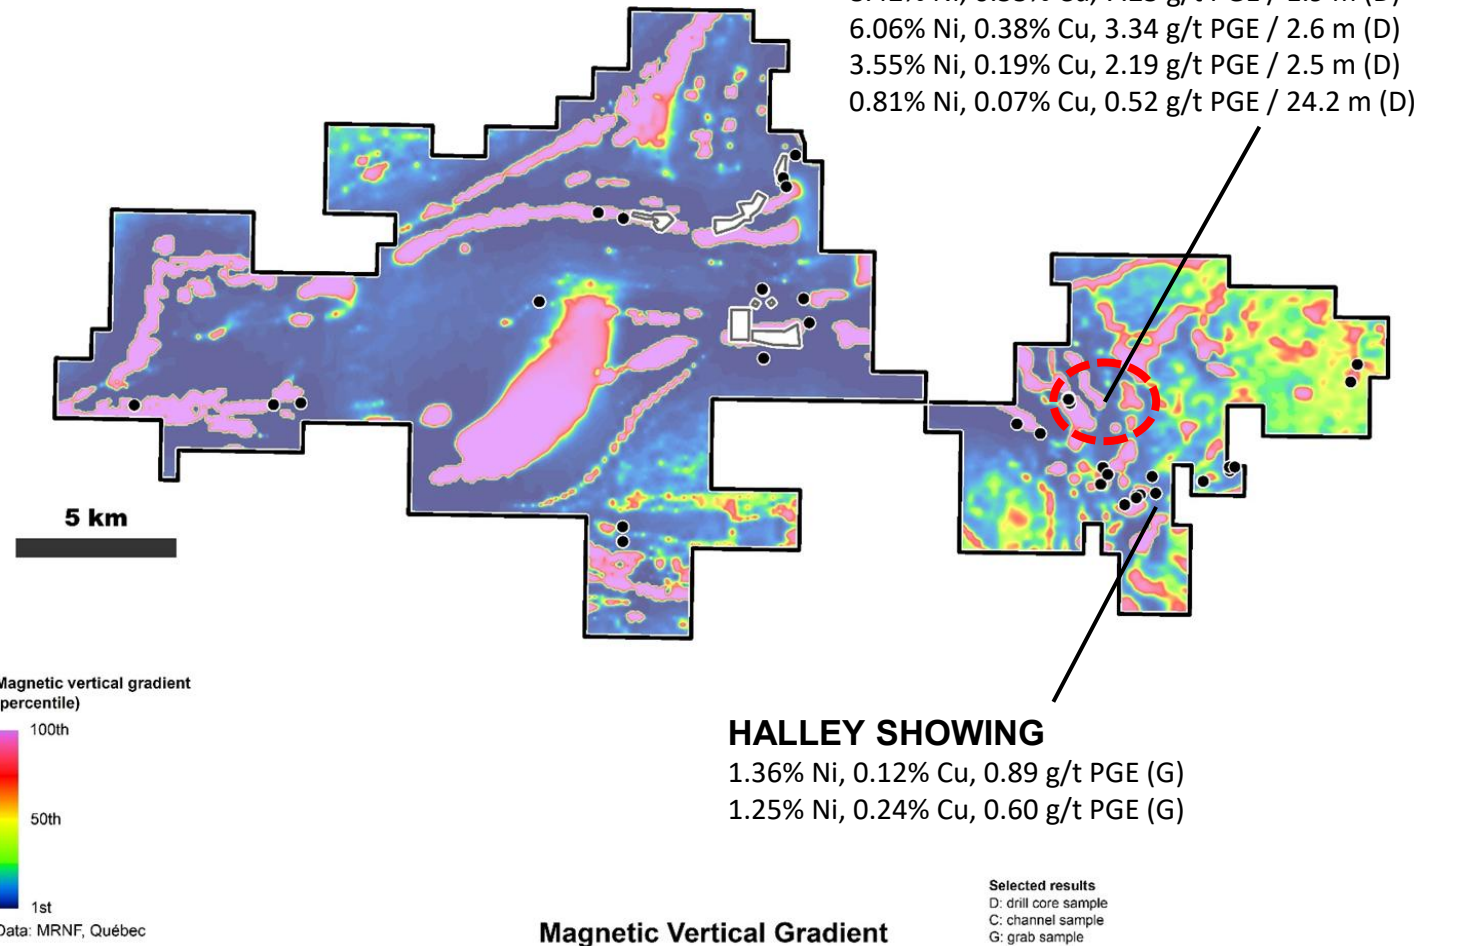 6.06% Ni, 0.38% Cu, 3.34 g/t PGE / 2.6 m (D)
3.55% Ni, 0.19% Cu, 2.19 g/t PGE / 2.5 m (D)
0.81% Ni, 0.07% Cu, 0.52 g/t PGE / 24.2 m (D)
5 km
Magnetic vertical gradient
percentile)
100th
50th
1st
Data: MRNF, Québec
HALLEY SHOWING
1.36% Ni, 0.12% Cu, 0.89 g/t PGE (G)
1.25% Ni, 0.24% Cu, 0.60 g/t PGE (G)
Magnetic Vertical Gradient
Selected results
D: drill core sample
C: channel sample
G: grab sample